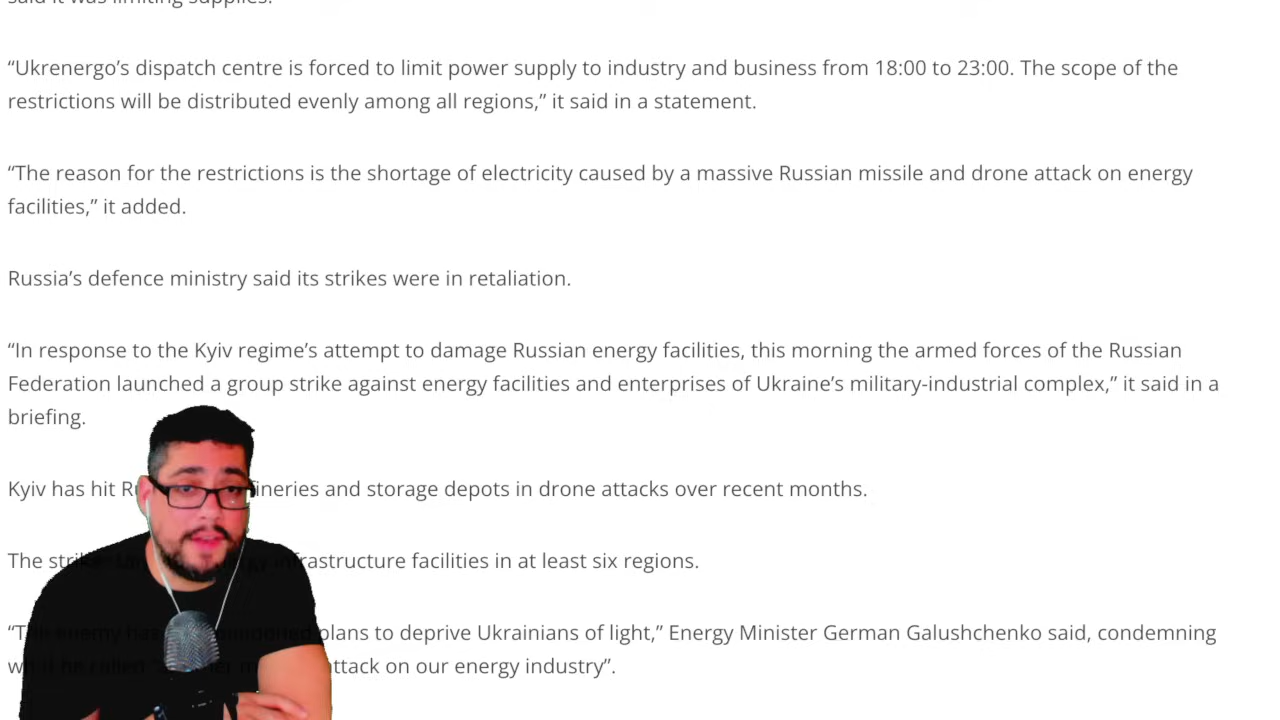 said it was limiting supplies.
“Ukrenergo’s dispatch centre is forced to limit power supply to industry and business from 18:00 to 23:00. The scope of the
restrictions will be distributed evenly among all regions,” it said in a statement.
“The reason for the restrictions is the shortage of electricity caused by a massive Russian missile and drone attack on energy
facilities,” it added.
Russia’s defence ministry said its strikes were in retaliation.
“In response to the Kyiv regime’s attempt to damage Russian energy facilities, this morning the armed forces of the Russian
Federation launched a group strike against energy facilities and enterprises of Ukraine’s military-industrial complex,” it said in a
briefing.
Kyiv has hit and storage depots in drone attacks over recent months.
The facilities in at least six regions.
plans to deprive Ukrainians of light,” Energy Minister German Galushchenko said, condemning
on our energy industry”.